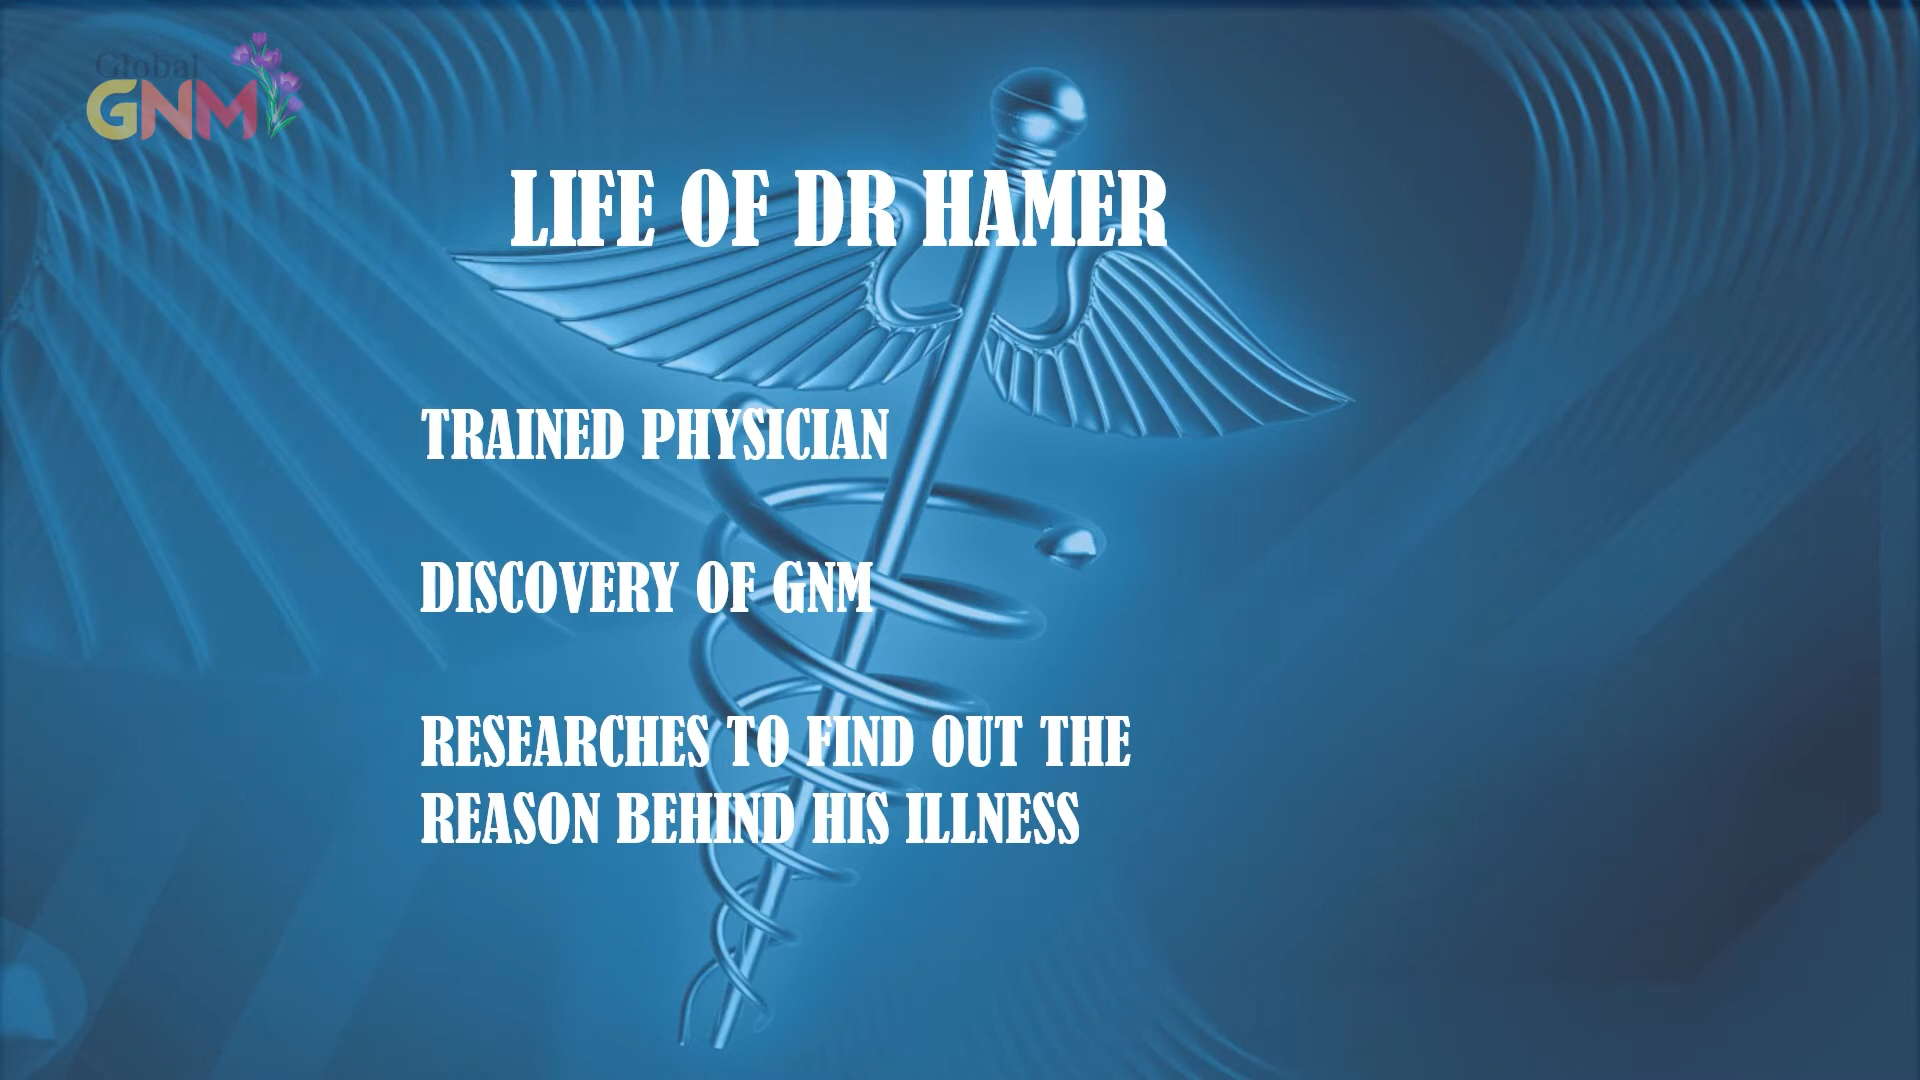 Global
GNM
LIFE OF DR HAMER
TRAINED PHYSICIAN
DISCOVERY OF GNM
RESEARCHES TO FIND OUT THE
REASON BEHIND HIS ILLNESS